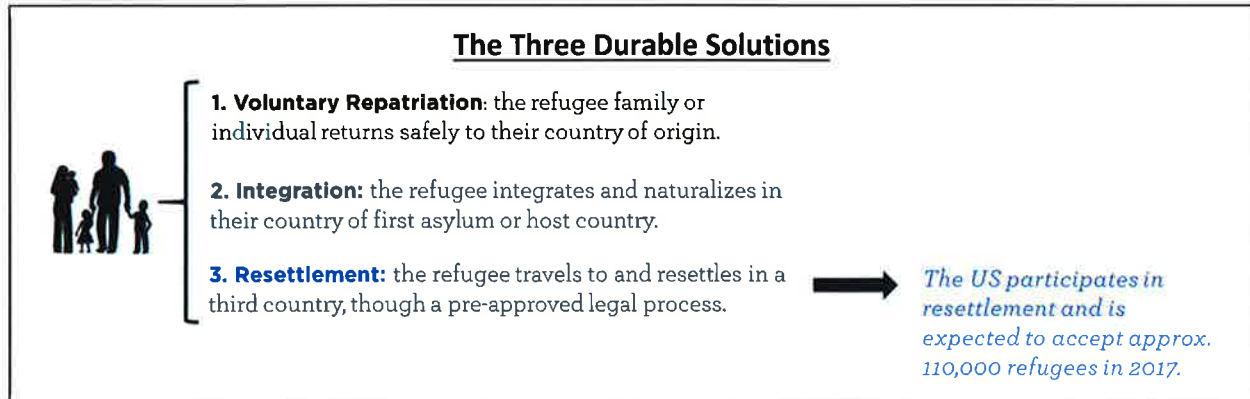 The Three Durable Solutions
1. Voluntary Repatriation: the refugee family or
individual returns safely to their country of origin.
2. Integration: the refugee integrates and naturalizes in
their country of first asylum or host country.
3. Resettlement: the refugee travels to and resettles in a
third country, though a pre-approved legal process.
The US participates in
resettlement and is
expected to accept approx.
110,000 refugees in 2017.